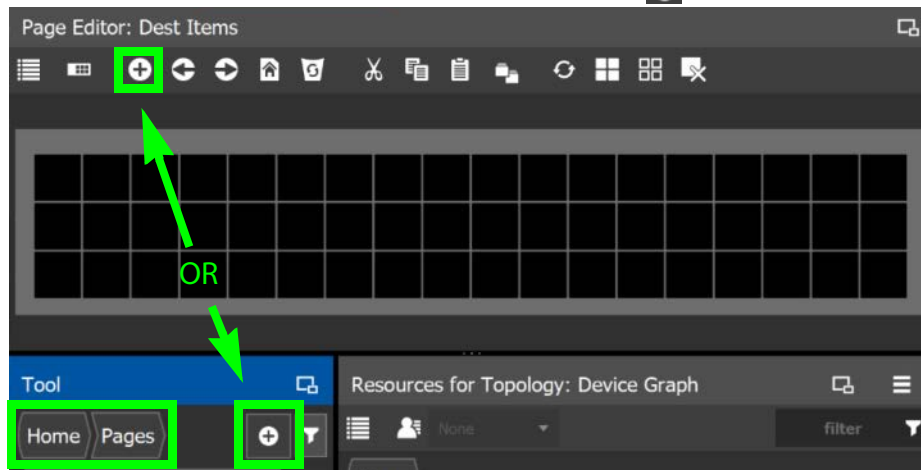 Page Editor: Dest Items
OR
Tool
Resources for Topology: Device Graph
Home
Pages
None
filter